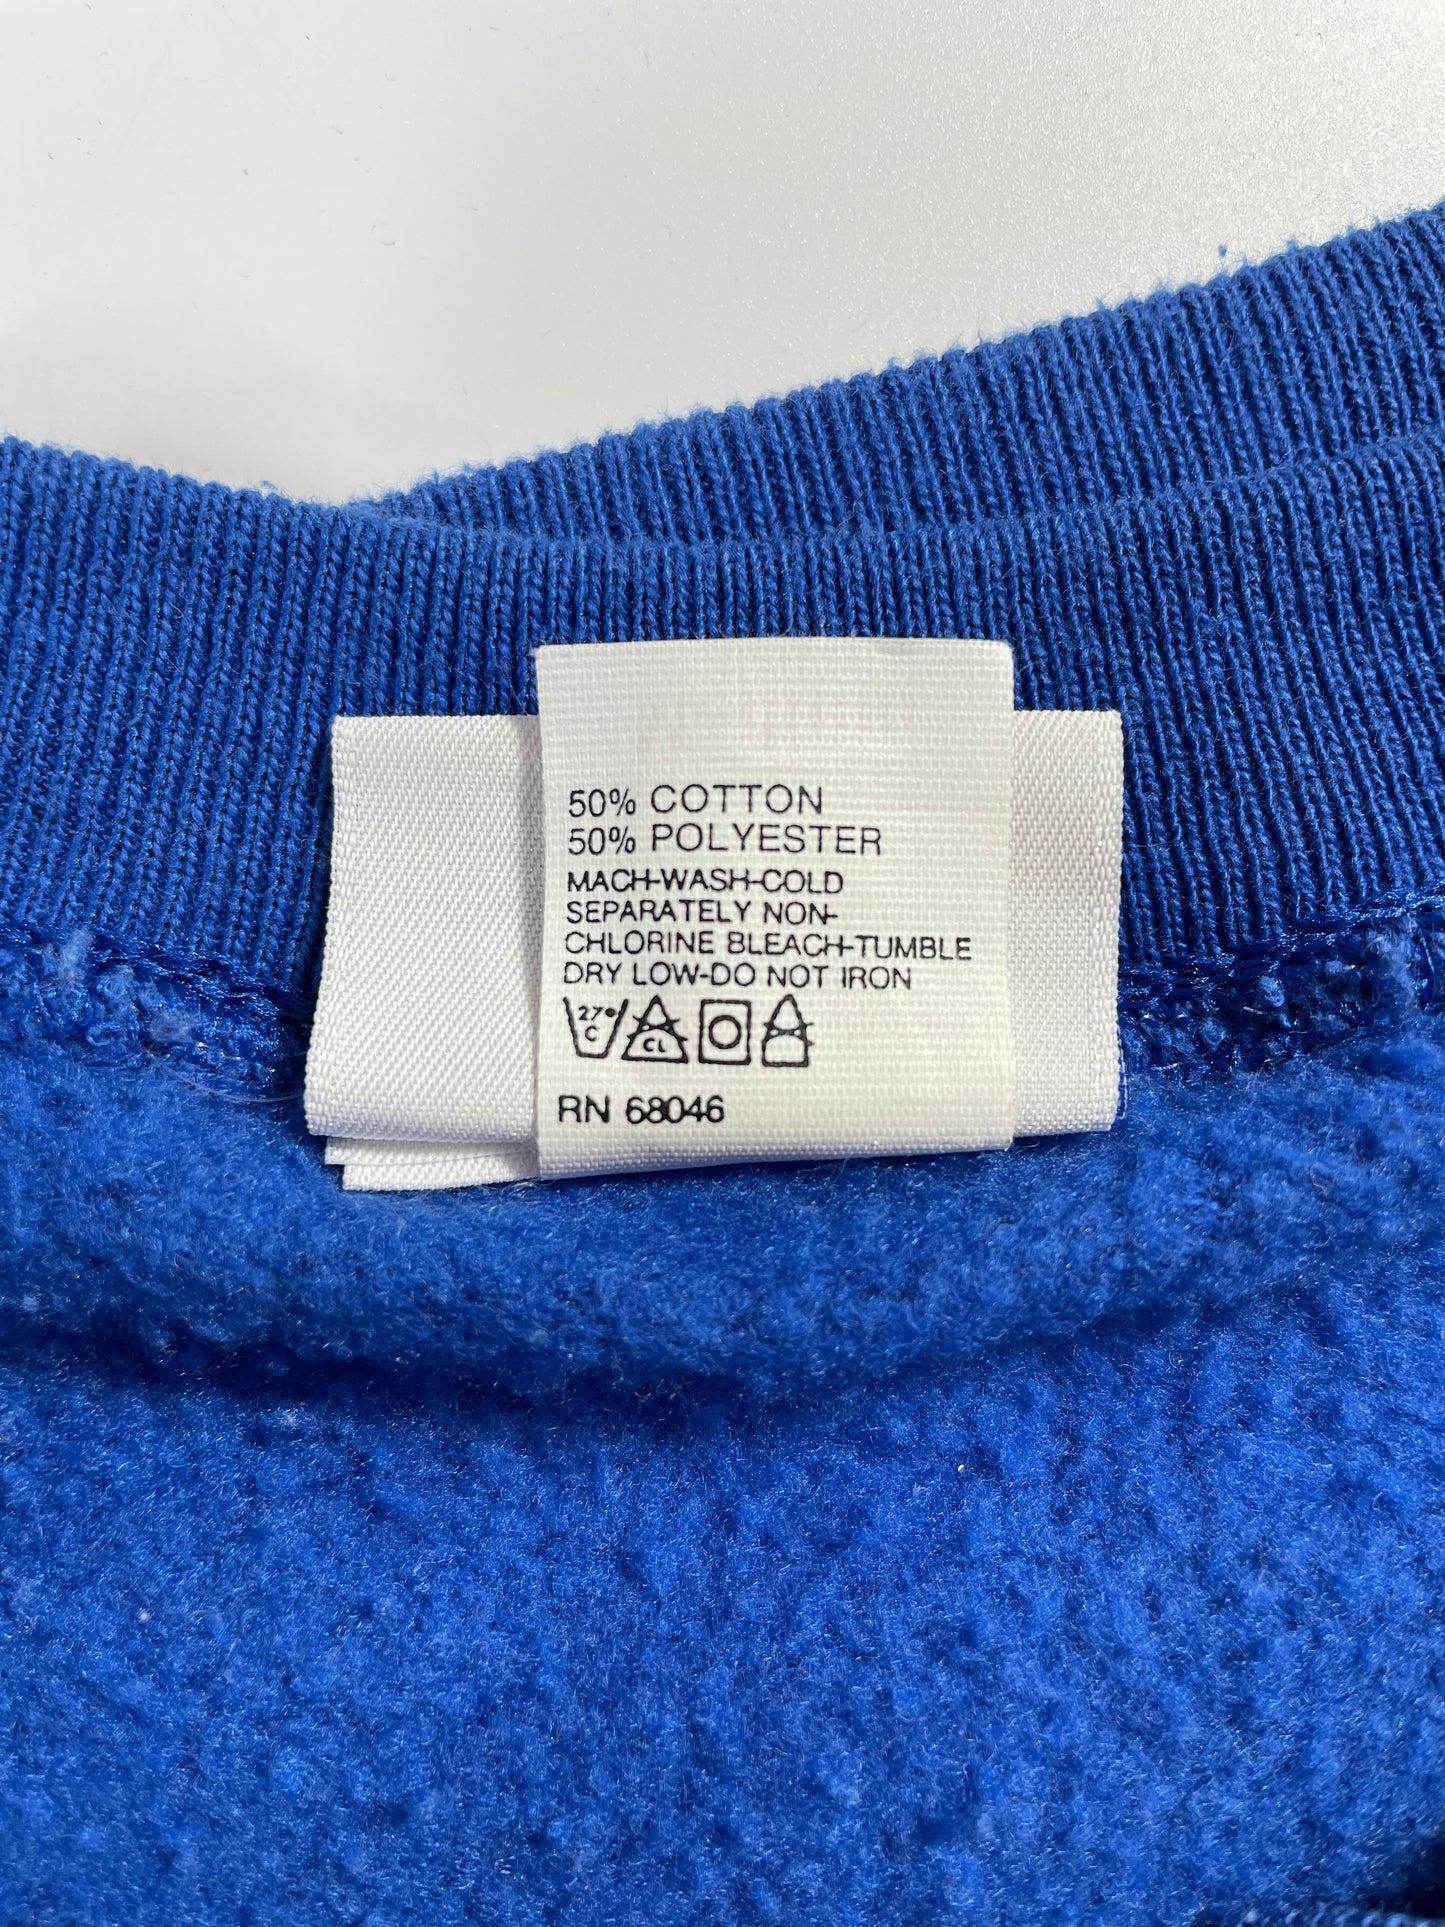 50% COTTON
50% POLYESTER
MACH-WASH-COLD
SEPARATELY NON-
CHLORINE BLEACH-TUMBLE
DRY LOW-DO NOT IRON
27°
C CL
RN 68046